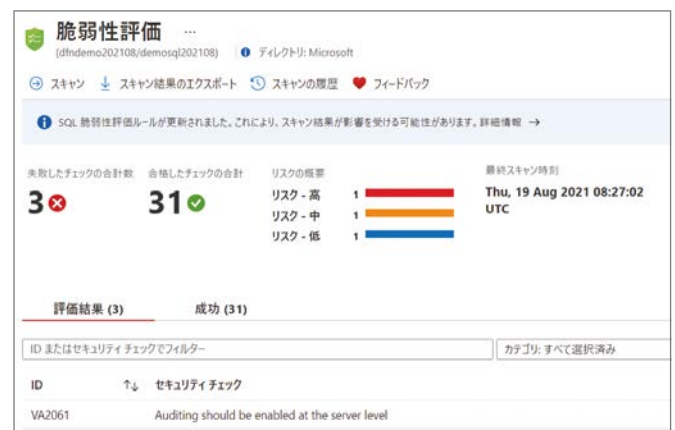 脆弱性評価 …
(dfndemo202108/demosql202108) ディレクトリ: Microsoft
スキャン スキャン結果のエクスポート スキャンの履歴 フィードバック
SQL 脆弱性評価ルールが更新されました。これにより、スキャン結果が影響を受ける可能性があります。詳細情報 →
失敗したチェックの合計数 合格したチェックの合計 リスクの概要 最終スキャン時刻
3 31
リスク - 高 1
リスク - 中 1
リスク - 低 1
Thu, 19 Aug 2021 08:27:02
UTC
評価結果 (3) 成功 (31)
ID またはセキュリティ チェックでフィルター カテゴリ: すべて選択済み
ID ↑↓ セキュリティ チェック
VA2061 Auditing should be enabled at the server level